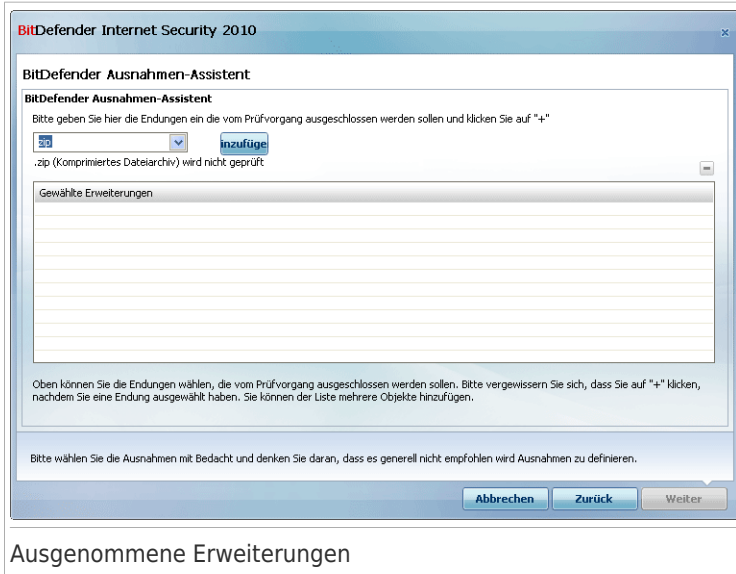 BitDefender Internet Security 2010
BitDefender Ausnahmen-Assistent
BitDefender Ausnahmen-Assistent
Bitte geben Sie hier die Endungen ein die vom Prüfvorgang ausgeschlossen werden sollen und klicken Sie auf "+"
zip
inzufüge
.zip (Komprimiertes Dateiarchiv) wird nicht geprüft
Gewählte Erweiterungen
Oben können Sie die Endungen wählen, die vom Prüfvorgang ausgeschlossen werden sollen. Bitte vergewissern Sie sich, dass Sie auf "+" klicken,
nachdem Sie eine Endung ausgewählt haben. Sie können der Liste mehrere Objekte hinzufügen.
Bitte wählen Sie die Ausnahmen mit Bedacht und denken Sie daran, dass es generell nicht empfohlen wird Ausnahmen zu definieren.
Abbrechen
Zurück
Weiter
Ausgenommene Erweiterungen